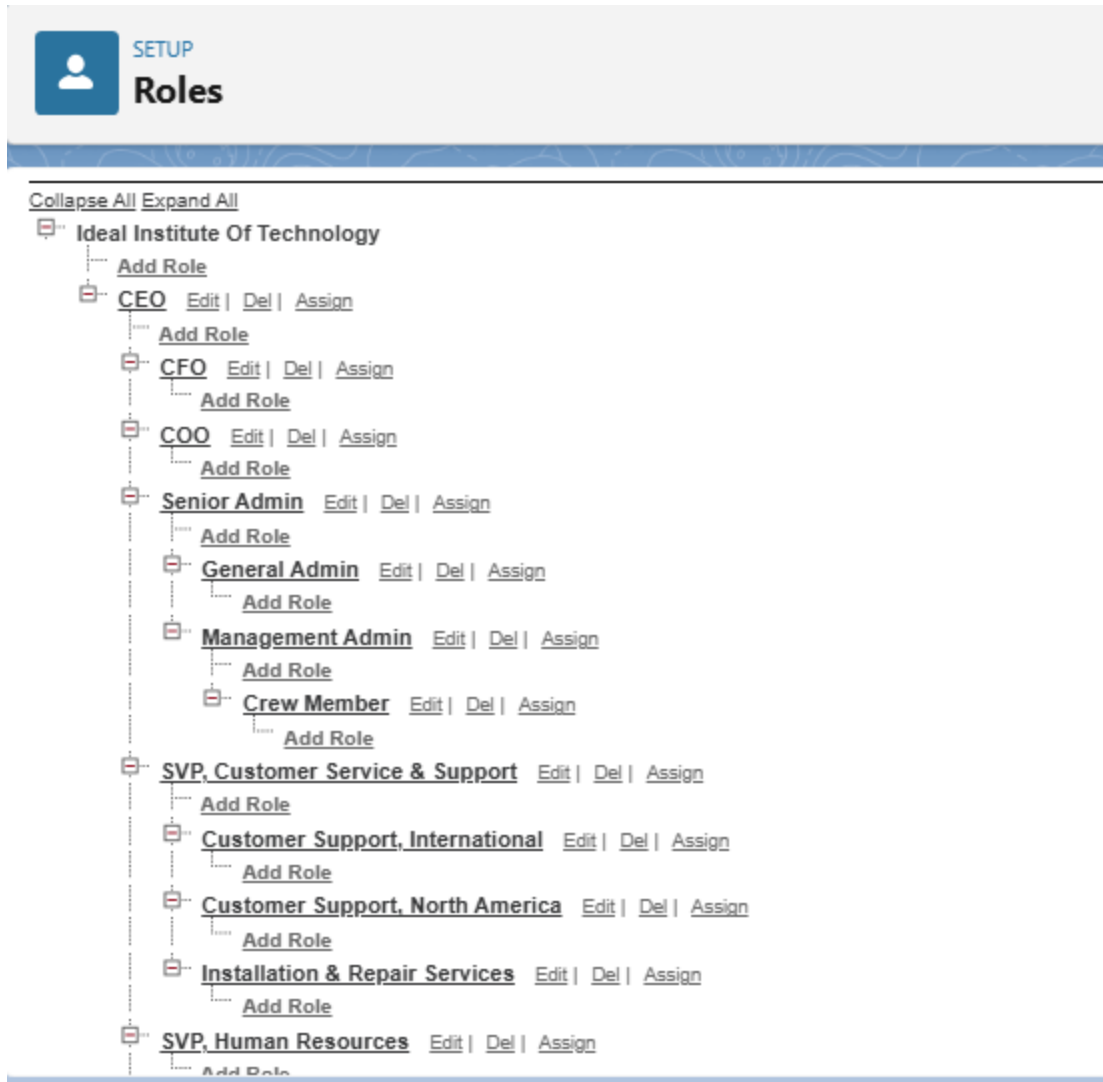 SETUP
Roles
Collapse All Expand All
Ideal Institute Of Technology
Add Role
CEO Edit | Del | Assign
Add Role
CFO Edit | Del | Assign
Add Role
COO Edit | Del | Assign
Add Role
Senior Admin Edit | Del | Assign
Add Role
General Admin Edit | Del | Assign
Add Role
Management Admin Edit | Del | Assign
Add Role
Crew Member Edit | Del | Assign
Add Role
SVP, Customer Service & Support Edit | Del | Assign
Add Role
Customer Support, International Edit | Del | Assign
Add Role
Customer Support, North America Edit | Del | Assign
Add Role
Installation & Repair Services Edit | Del | Assign
Add Role
SVP, Human Resources Edit | Del | Assign
Add Role